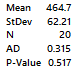 Mean 464.7
StDev 62.21
N 20
AD 0.315
P-Value 0.517